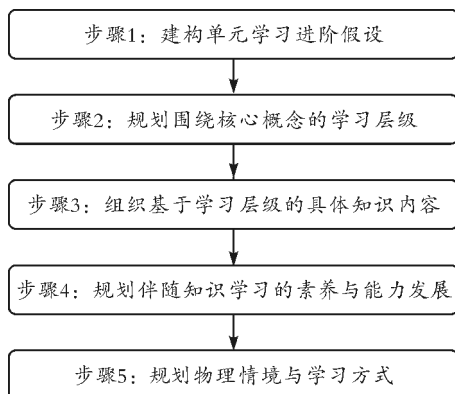 步骤1：建构单元学习进阶假设
步骤2：规划围绕核心概念的学习层级
步骤3：组织基于学习层级的具体知识内容
步骤4：规划伴随知识学习的素养与能力发展
步骤5：规划物理情境与学习方式